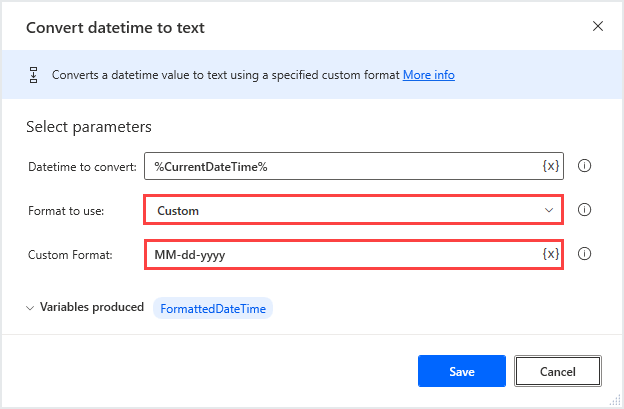 Convert datetime to text
Converts a datetime value to text using a specified custom format More info
Select parameters
Datetime to convert: %CurrentDateTime% {x}
Format to use: Custom
Custom Format: MM-dd-yyyy {x}
Variables produced FormattedDateTime
Save Cancel